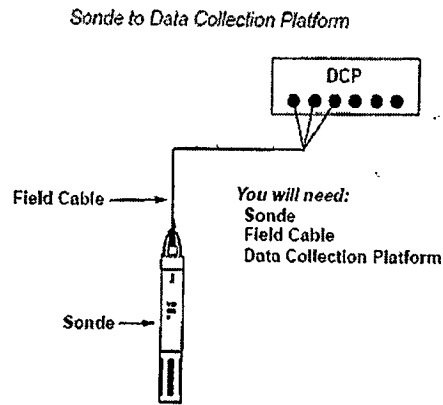 Sonde to Data Collection Platform
DCP
Field Cable
You will need:
Sonde
Field Cable
Data Collection Platform
Sonde